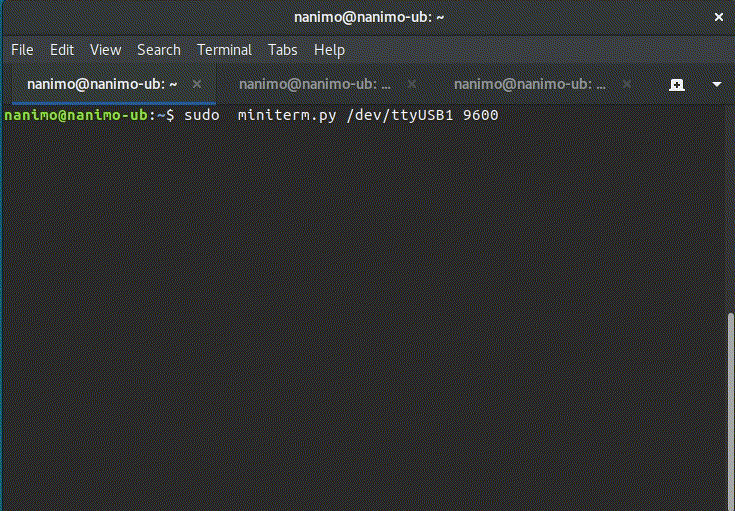 nanimo@nanimo-ub: ~ ×
File Edit View Search Terminal Tabs Help
nanimo@nanimo-ub: ~ × nanimo@nanimo-ub: ... × nanimo@nanimo-ub: ... ×
nanimo@nanimo-ub:~$ sudo  miniterm.py /dev/ttyUSB1 9600